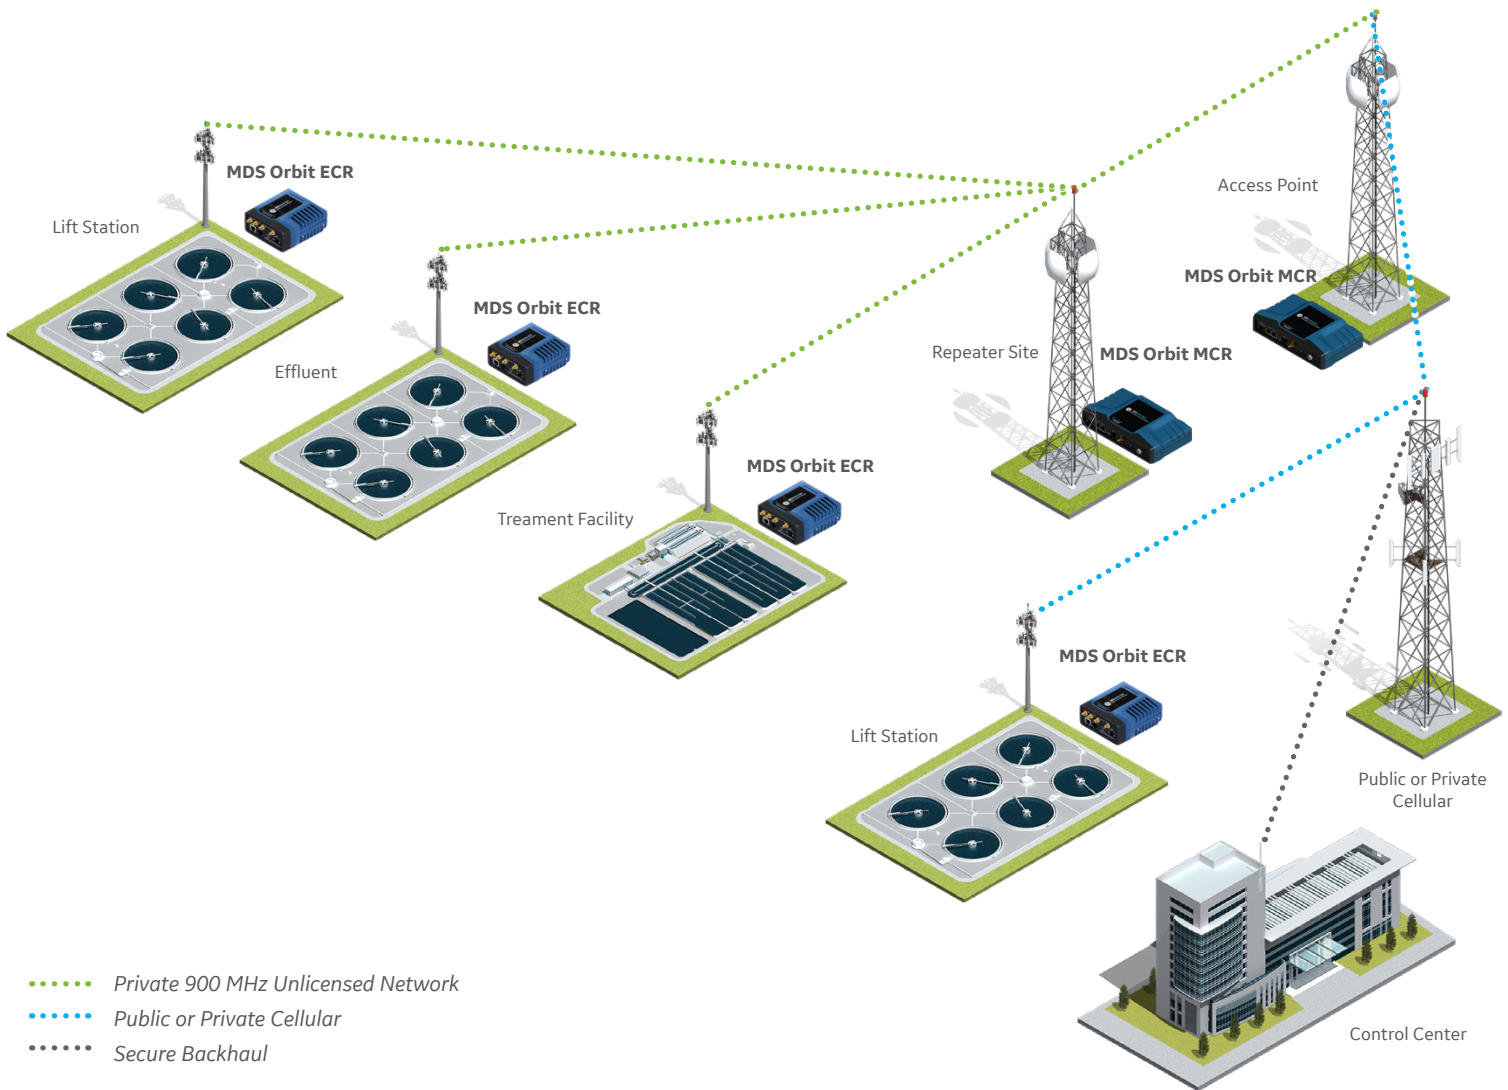 MDS Orbit ECR
Lift Station
Access Point
MDS Orbit MCR
MDS Orbit ECR
Effluent
Repeater Site
MDS Orbit MCR
MDS Orbit ECR
Treament Facility
MDS Orbit ECR
Lift Station
Public or Private
Cellular
Control Center
Private 900 MHz Unlicensed Network
Public or Private Cellular
Secure Backhaul